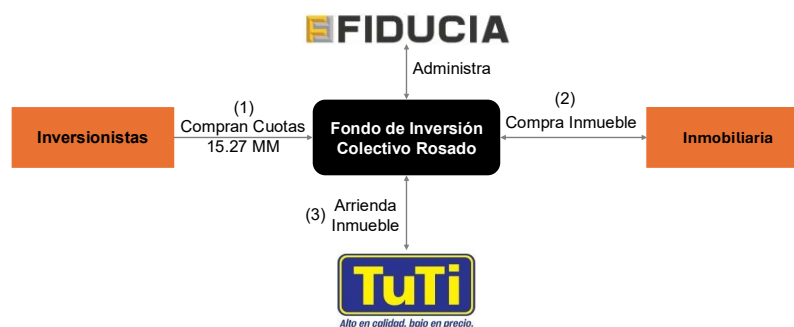 FIDUCIA
Administra
(1)
Compran Cuotas
15.27 MM
(2)
Compra Inmueble
Inversionistas
Fondo de Inversión
Colectivo Rosado
Inmobiliaria
(3)
Arrienda
Inmueble
TuTi
Alto en calidad, bajo en precio.